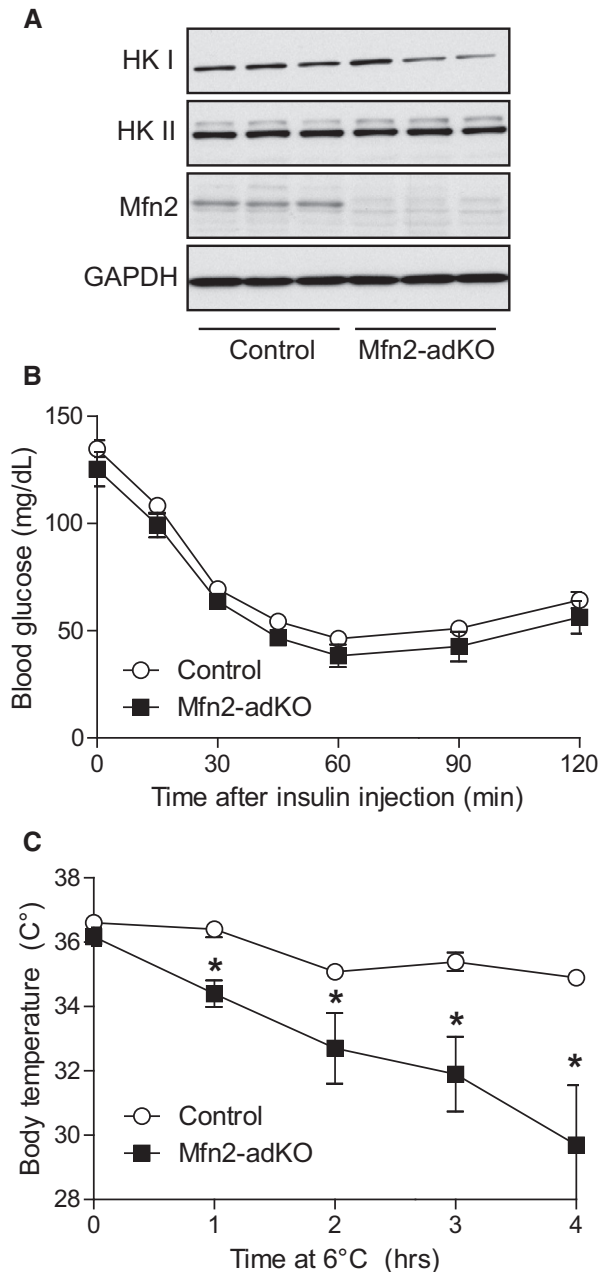 A
HK I
HK II
Mfn2
GAPDH
Control Mfn2-adKO
B
Blood glucose (mg/dL)
150
100
50
0
Control
Mfn2-adKO
0 30 60 90 120
Time after insulin injection (min)
C
Body temperature (C°)
38
36
34
32
30
28
*
*
*
*
Control
Mfn2-adKO
0 1 2 3 4
Time at 6°C (hrs)